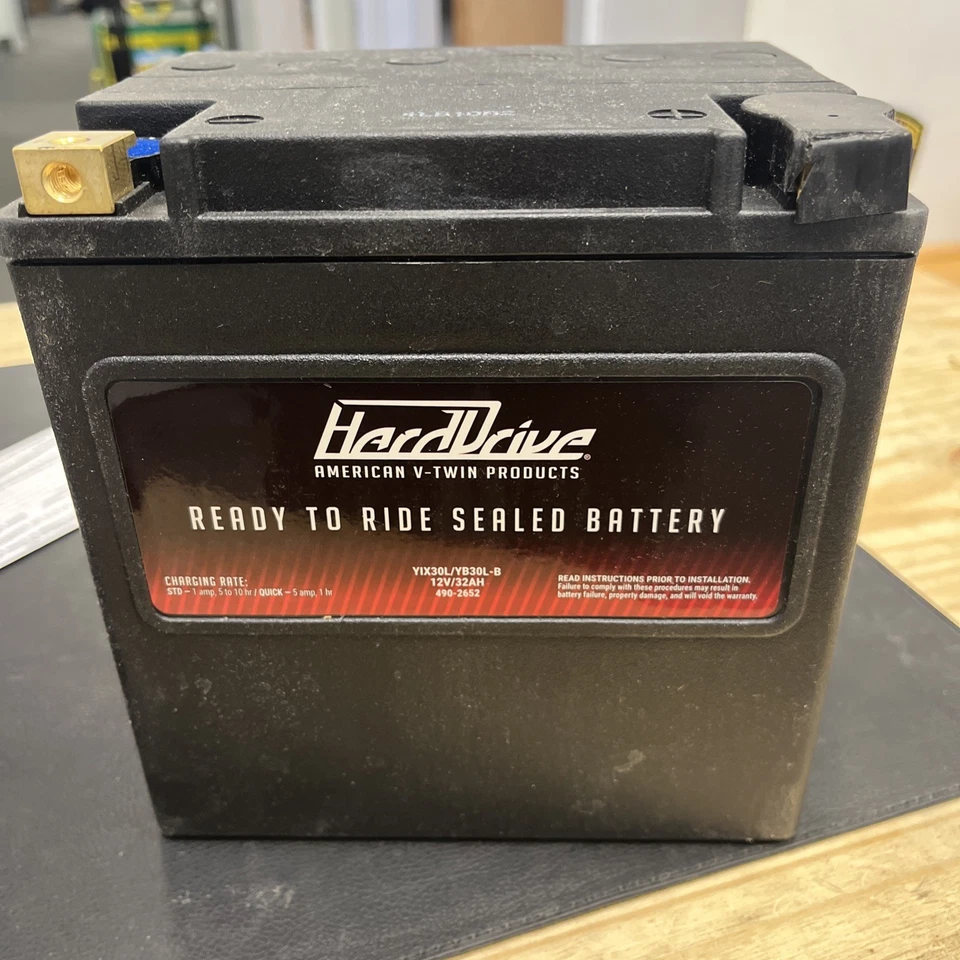 HardDrive®
AMERICAN V-TWIN PRODUCTS
READY TO RIDE SEALED BATTERY
CHARGING RATE:
STD – 1 amp, 5 to 10 hr / QUICK – 5 amp, 1 hr
YIX30L/YB30L-B
12V/32AH
490-2652
READ INSTRUCTIONS PRIOR TO INSTALLATION.
Failure to comply with these procedures may result in
battery failure, property damage, and will void the warranty.